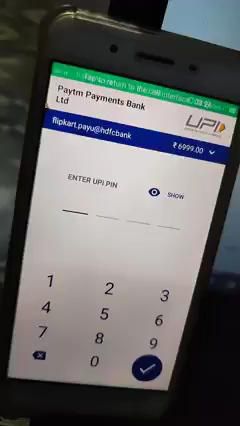 Tap to return to the call interface
Paytm Payments Bank
Ltd
UPI
flipkart.payu@hdfcbank
₹ 6999.00
ENTER UPI PIN
SHOW
1 2 3
4 5 6
7 8 9
0